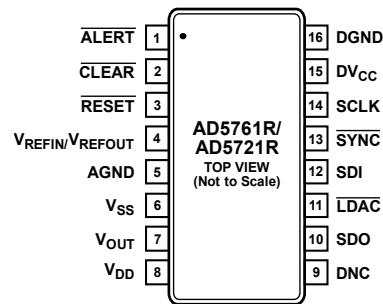 ALERT 1
CLEAR 2
RESET 3
VREFIN/VREFOUT 4
AGND 5
VSS 6
VOUT 7
VDD 8
AD5761R/
AD5721R
TOP VIEW
(Not to Scale)
16 DGND
15 DVCC
14 SCLK
13 SYNC
12 SDI
11 LDAC
10 SDO
9 DNC